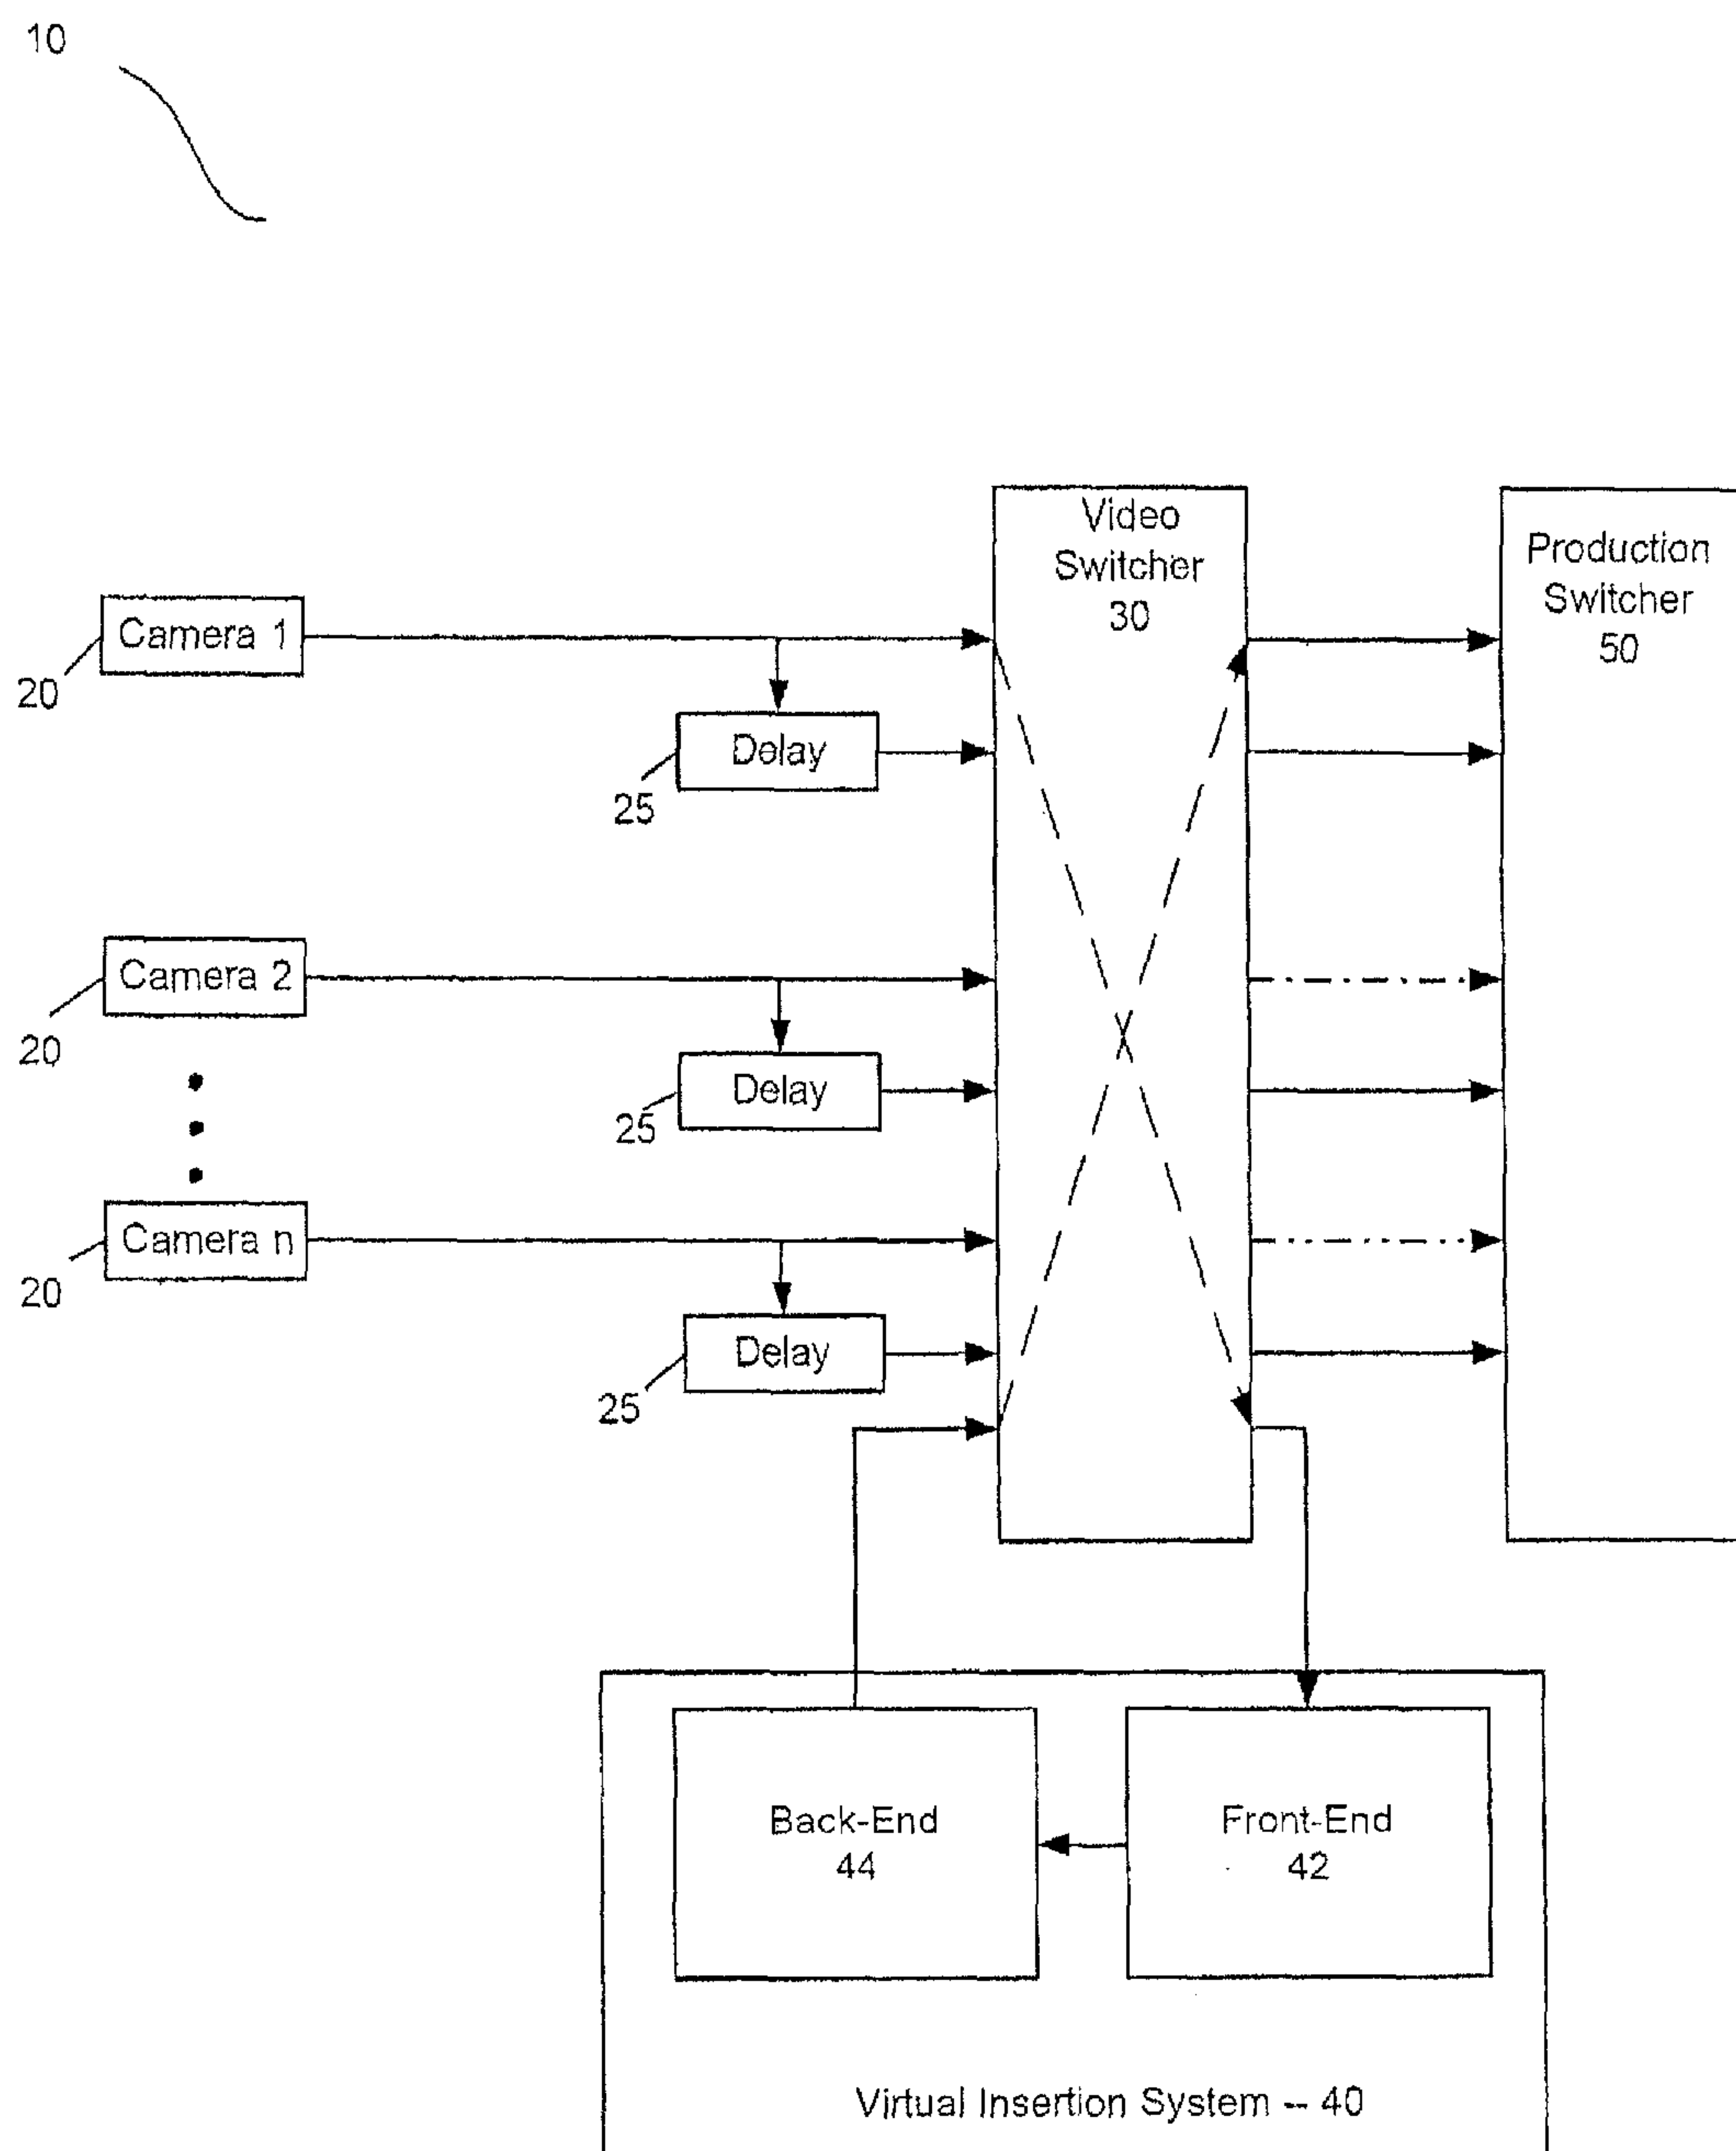 10
Video
Switcher
30
Production
Switcher
50
Camera 1
20
Delay
25
Camera 2
20
Delay
25
Camera n
20
Delay
25
Back-End
44
Front-End
42
Virtual Insertion System -- 40